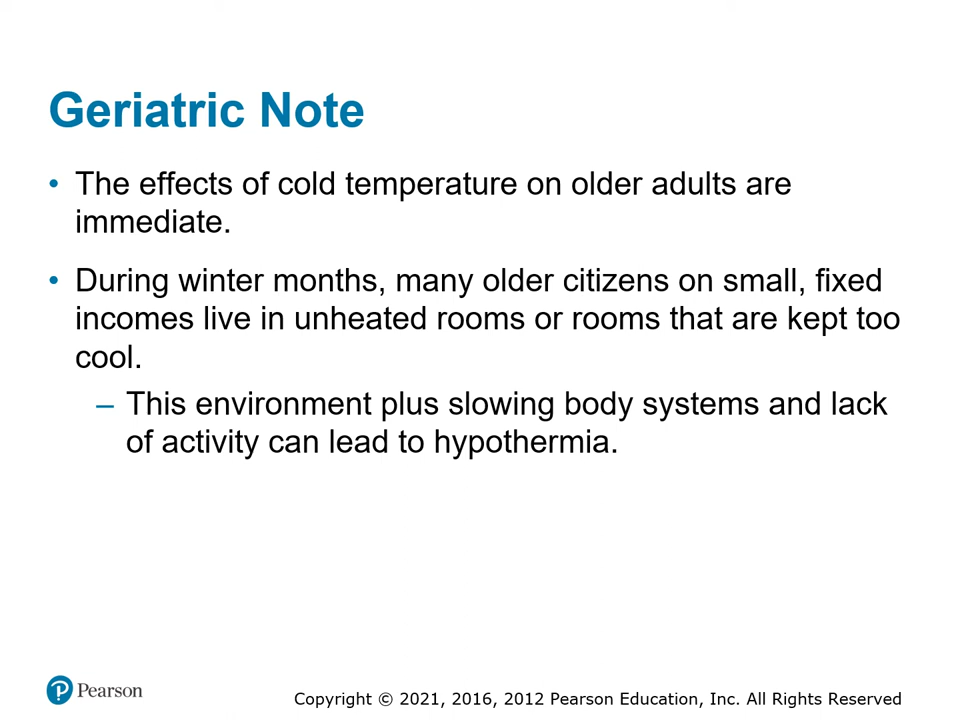 Geriatric Note
• The effects of cold temperature on older adults are
immediate.
• During winter months, many older citizens on small, fixed
incomes live in unheated rooms or rooms that are kept too
cool.
– This environment plus slowing body systems and lack
of activity can lead to hypothermia.
Pearson
Copyright © 2021, 2016, 2012 Pearson Education, Inc. All Rights Reserved